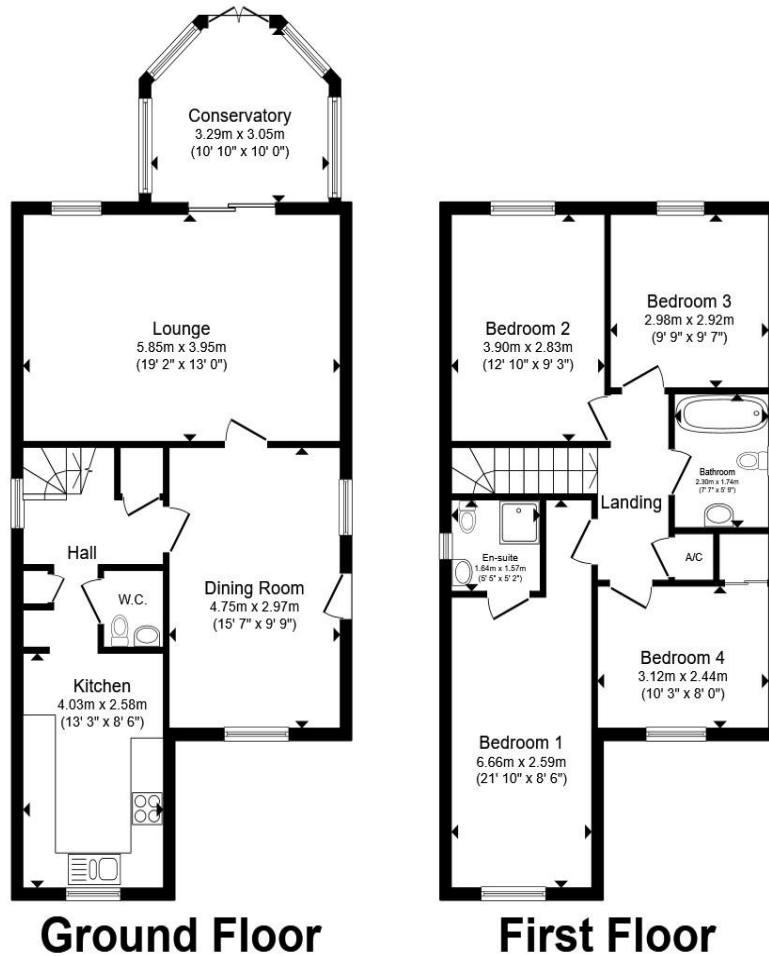 Conservatory
3.29m x 3.05m
(10' 10" x 10' 0")
Lounge
5.85m x 3.95m
(19' 2" x 13' 0")
Hall
W.C.
Dining Room
4.75m x 2.97m
(15' 7" x 9' 9")
Kitchen
4.03m x 2.58m
(13' 3" x 8' 6")
Ground Floor
Bedroom 2
3.90m x 2.83m
(12' 10" x 9' 3")
Bedroom 3
2.98m x 2.92m
(9' 9" x 9' 7")
Bathroom
2.30m x 1.74m
(7' 7" x 5' 8")
Landing
A/C
En-suite
1.64m x 1.57m
(5' 5" x 5' 2")
Bedroom 4
3.12m x 2.44m
(10' 3" x 8' 0")
Bedroom 1
6.66m x 2.59m
(21' 10" x 8' 6")
First Floor